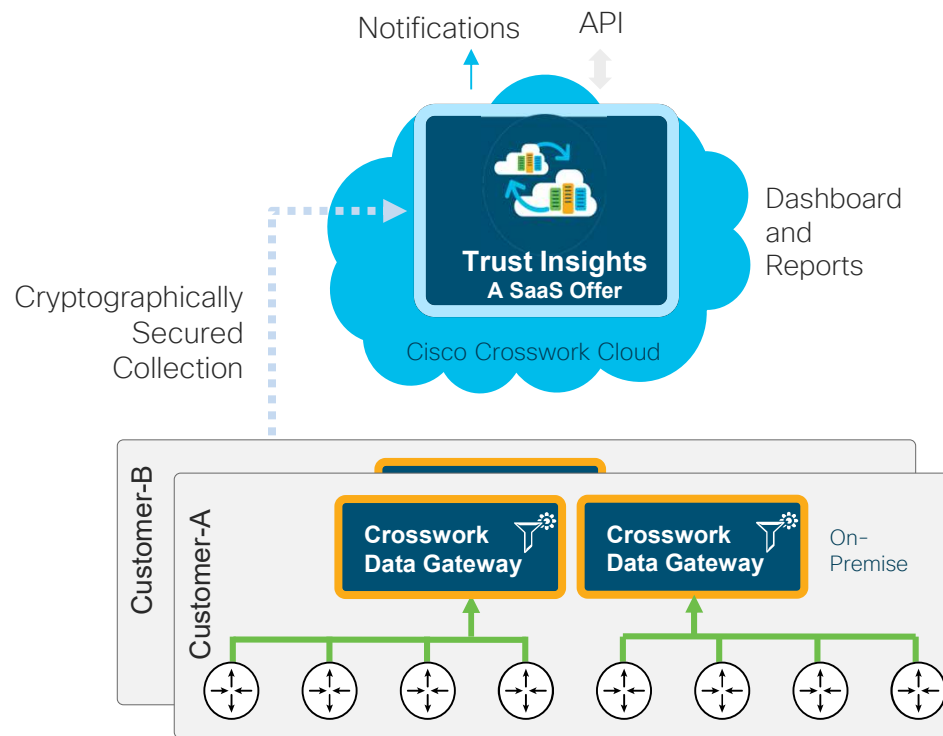 Notifications
API
Trust Insights
A SaaS Offer
Cisco Crosswork Cloud
Dashboard
and
Reports
Cryptographically
Secured
Collection
Customer-B
Customer-A
Crosswork
Data Gateway
Crosswork
Data Gateway
On-
Premise